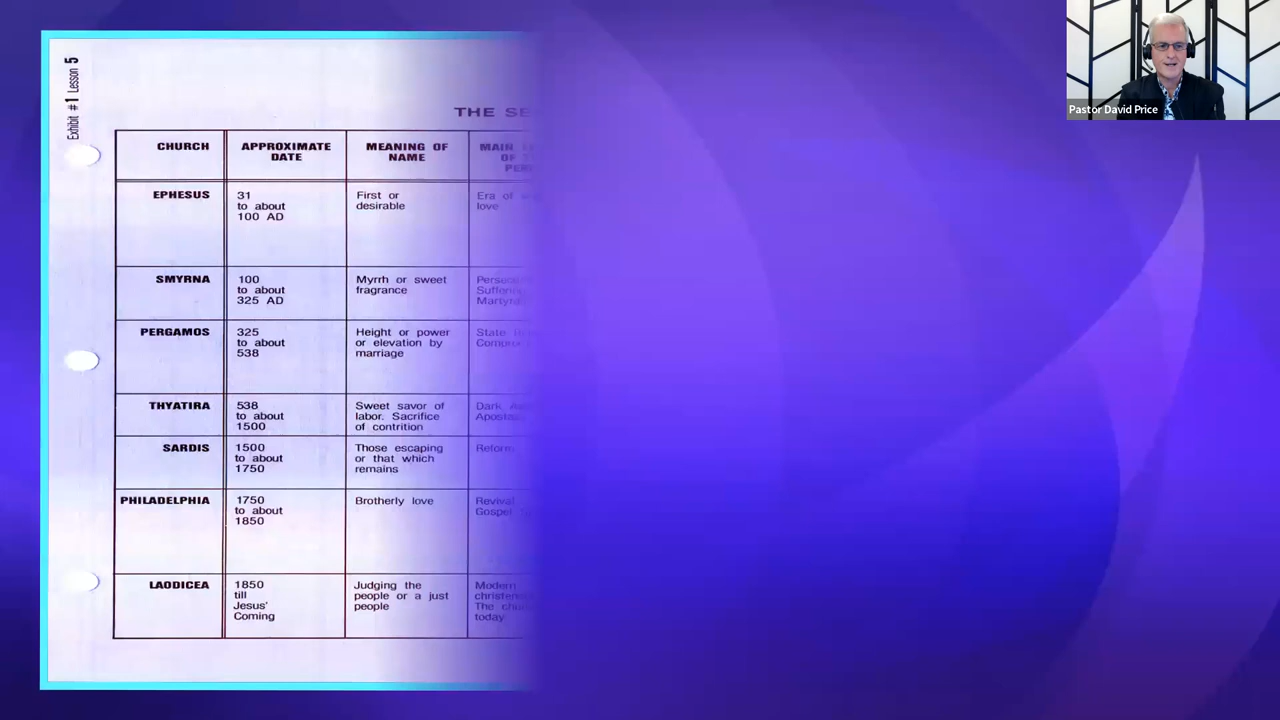 Pastor David Price
Exhibit #1 Lesson 5
THE
CHURCH
APPROXIMATE
DATE
MEANING OF
NAME
MAIN
OF
EPHESUS
31
to about
100 AD
First or
desirable
Era of
love
SMYRNA
100
to about
325 AD
Myrrh or sweet
fragrance
PERGAMOS
325
to about
538
Height or power
or elevation by
marriage
State
THYATIRA
538
to about
1500
Sweet savor of
labor. Sacrifice
of contrition
Dark
SARDIS
1500
to about
1750
Those escaping
or that which
remains
PHILADELPHIA
1750
to about
1850
Brotherly love
Revival
Gospel
LAODICEA
1850
till
Jesus'
Coming
Judging the
people or a just
people
Modern
The
today